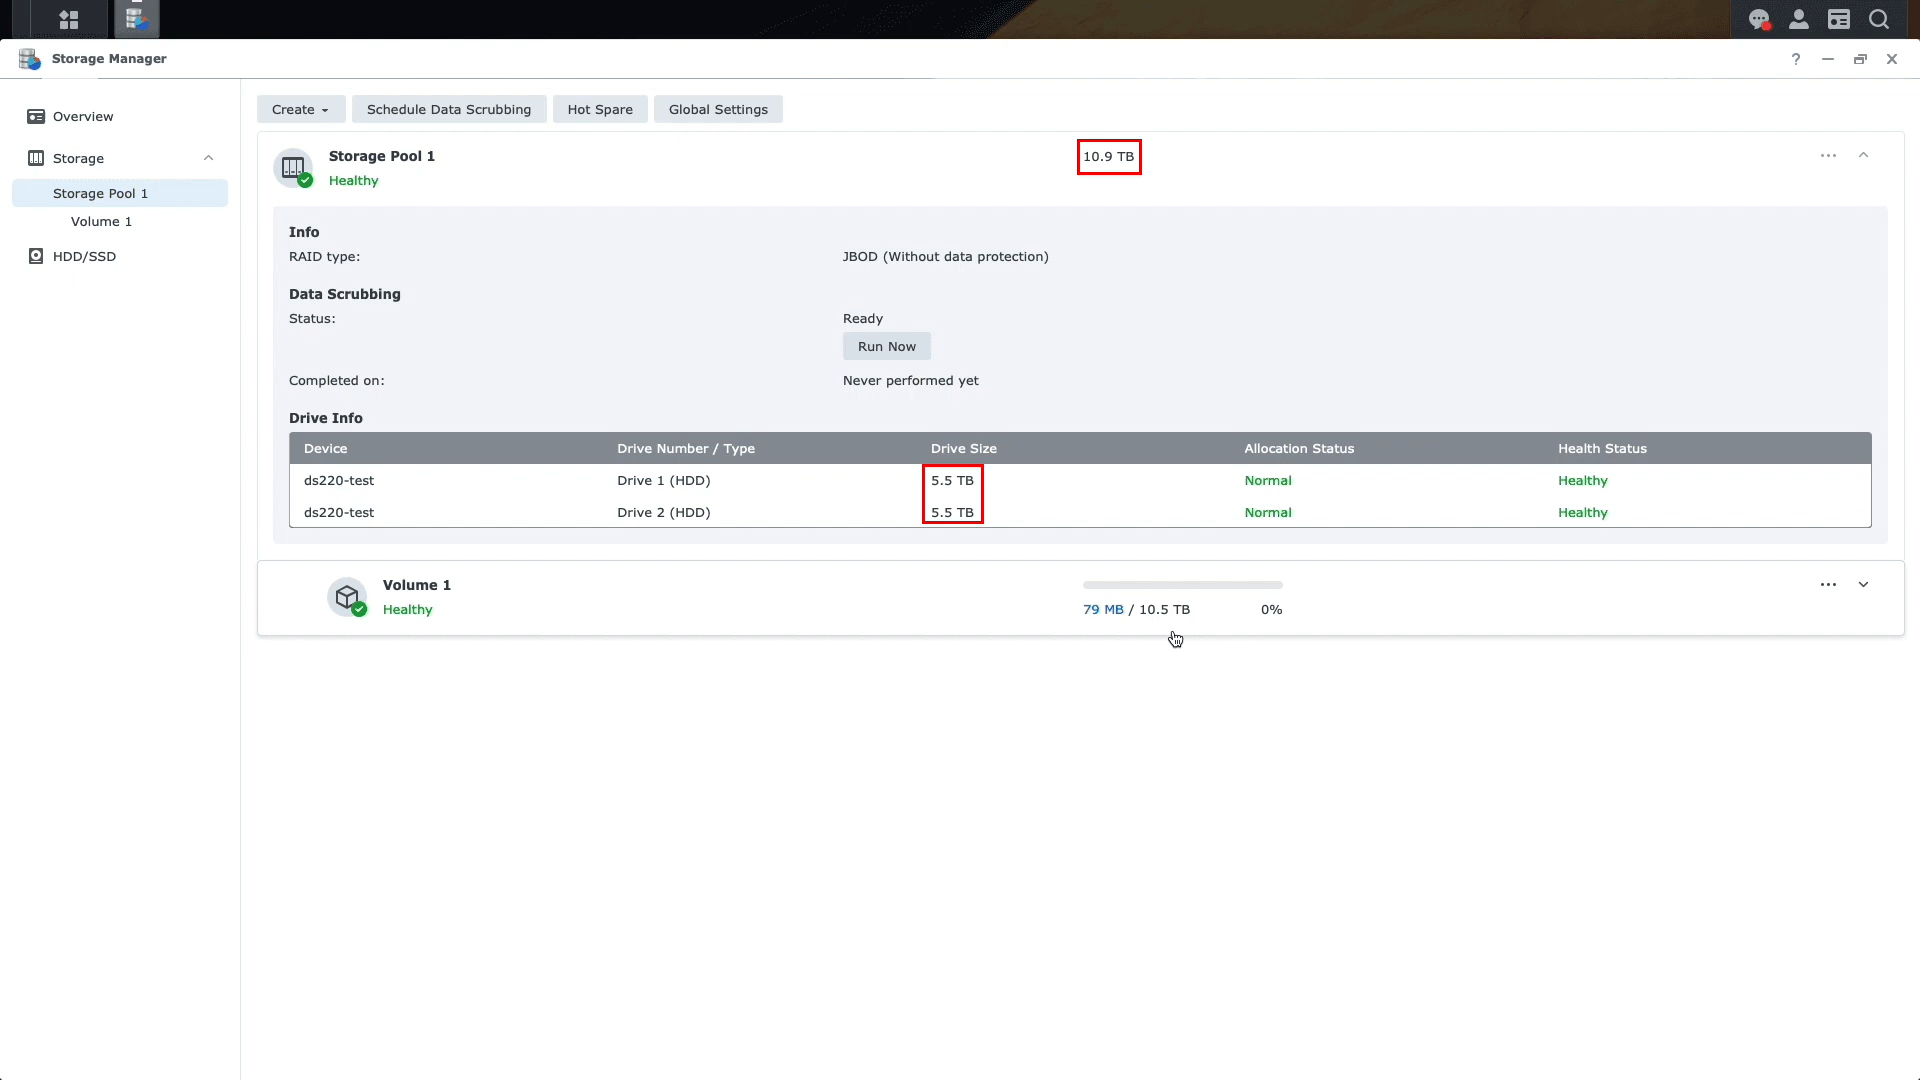 Storage Manager
?
Overview
Storage
Storage Pool 1
Volume 1
HDD/SSD
Create
Schedule Data Scrubbing
Hot Spare
Global Settings
Storage Pool 1
10.9 TB
Healthy
Info
RAID type:
JBOD (Without data protection)
Data Scrubbing
Status:
Ready
Run Now
Completed on:
Never performed yet
Drive Info
Device
Drive Number / Type
Drive Size
Allocation Status
Health Status
ds220-test
Drive 1 (HDD)
5.5 TB
Normal
Healthy
ds220-test
Drive 2 (HDD)
5.5 TB
Normal
Healthy
Volume 1
Healthy
79 MB / 10.5 TB
0%